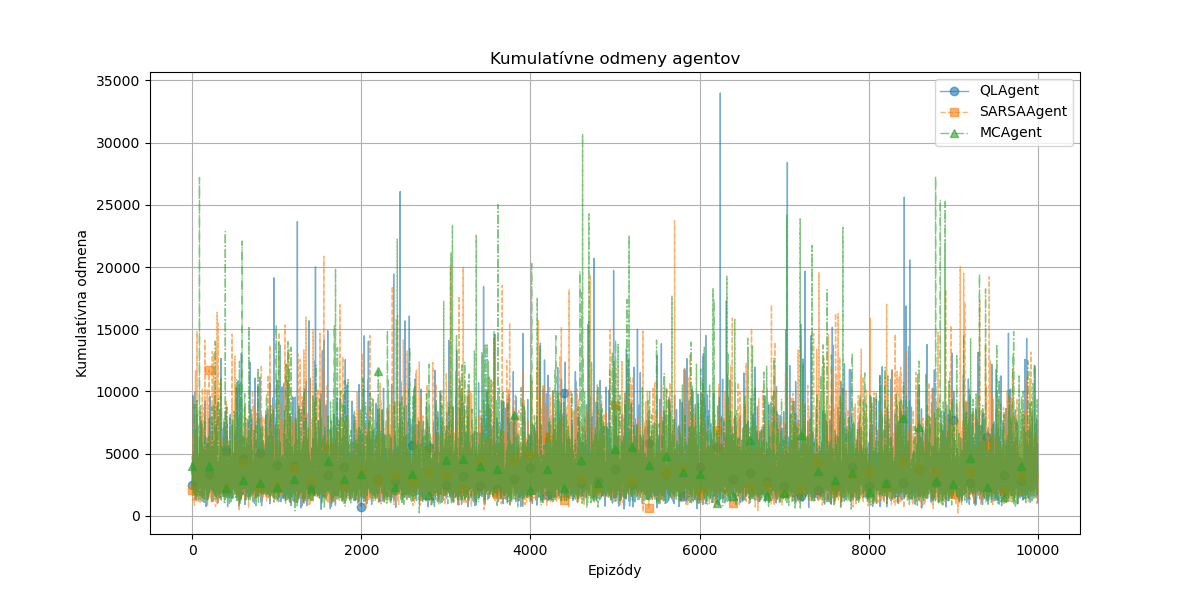 Kumulatívne odmeny agentov
35000
30000
25000
20000
15000
10000
5000
0
Kumulatívna odmena
QLAgent
SARSAAgent
MCAgent
0 2000 4000 6000 8000 10000
Epizódy